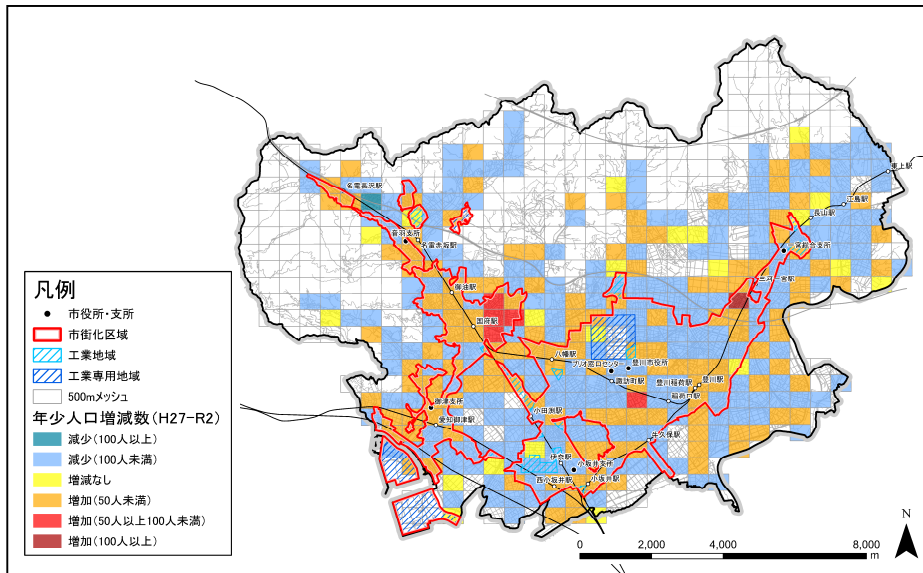 名電長沢駅
音羽支所
名電赤坂駅
御油駅
国府駅
八幡駅
プリオ窓口センター
豊川市役所
諏訪町駅
豊川稲荷駅
豊川駅
稲荷口駅
牛久保駅
三河一宮駅
一宮総合支所
長山駅
江島駅
東上駅
御津支所
愛知御津駅
小田渕駅
伊奈駅
小坂井支所
西小坂井駅
小坂井駅
凡例
市役所・支所
市街化区域
工業地域
工業専用地域
500mメッシュ
年少人口増減数(H27-R2)
減少(100人以上)
減少(100人未満)
増減なし
増加(50人未満)
増加(50人以上100人未満)
増加(100人以上)
N
0 2,000 4,000 6,000 8,000
m